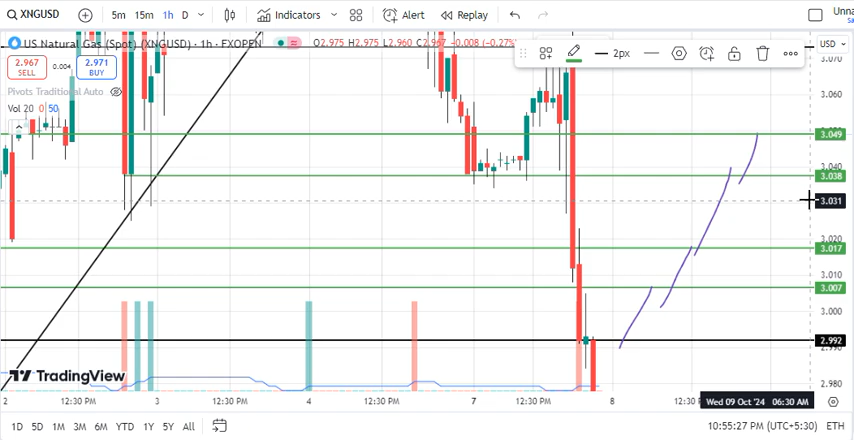 XNGUSD 5m 15m 1h D Indicators Alert Replay Unna
US Natural Gas (Spot) (XNGUSD) · 1h · FXOPEN O2.975 H2.975 L2.960 C2.967 −0.008 (−0.27%) USD
2.967 SELL 0.004 2.971 BUY 2px
Pivots Traditional Auto
Vol 20 0 50
3.070
3.060
3.049
3.040
3.038
3.031
3.020
3.017
3.010
3.007
3.000
2.992
2.990
2.980
TradingView
2 12:30 PM 3 12:30 PM 4 12:30 PM 7 12:30 PM 8 12:30 Wed 09 Oct '24 06:30 AM
1D 5D 1M 3M 6M YTD 1Y 5Y All 10:55:27 PM (UTC+5:30) ETH